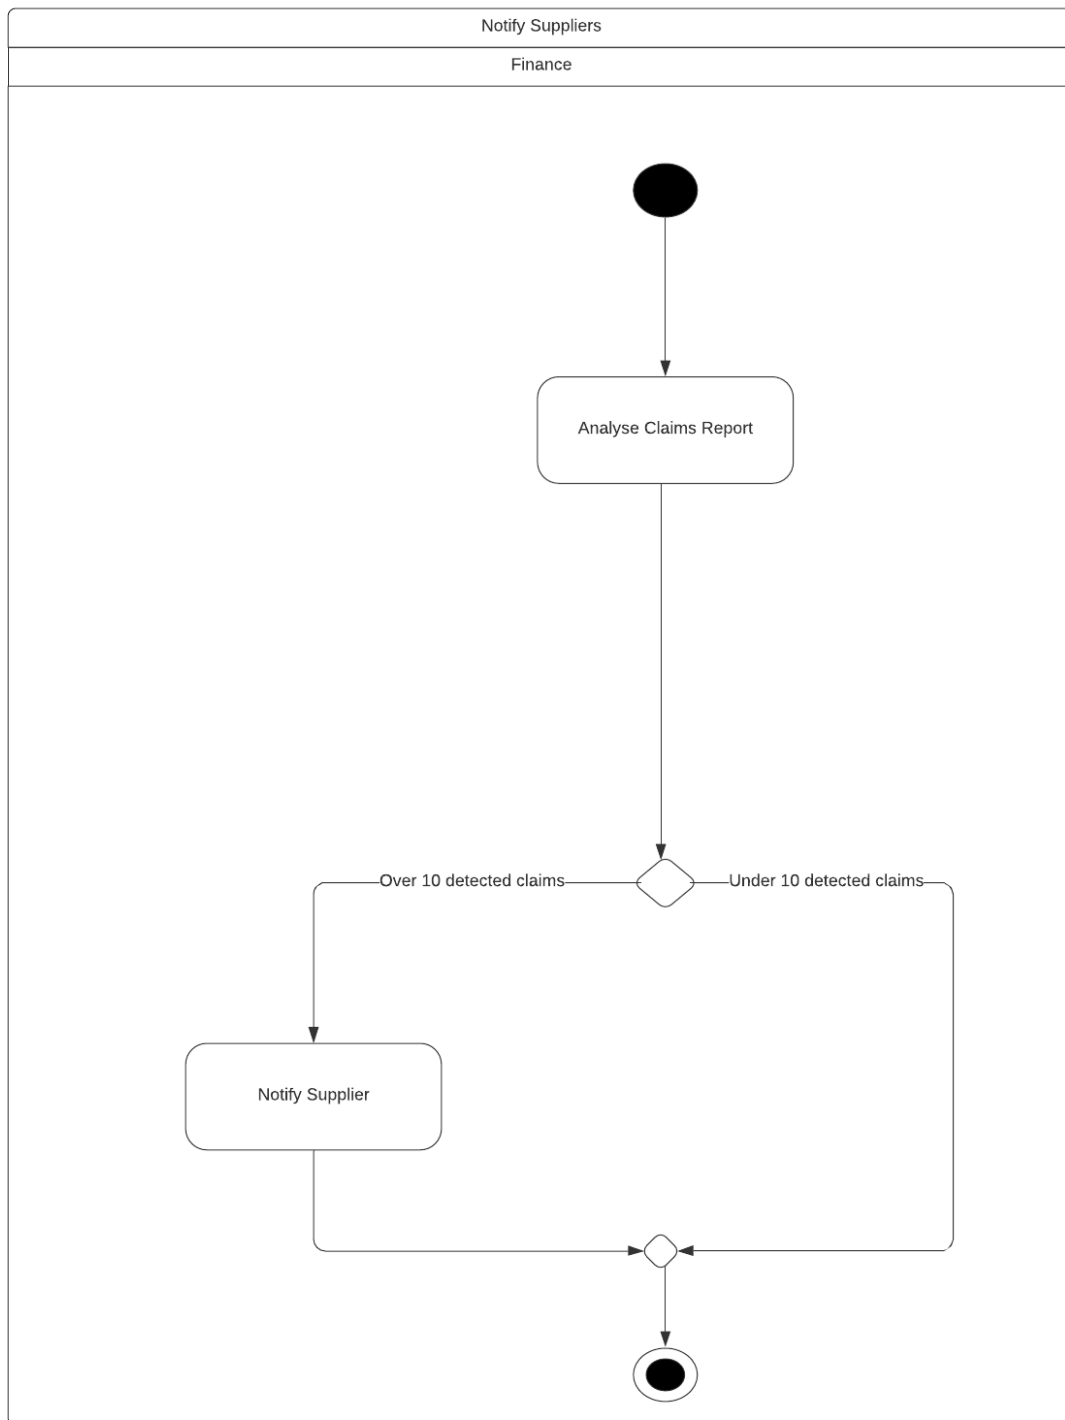 Notify Suppliers
Finance
Analyse Claims Report
Over 10 detected claims
Under 10 detected claims
Notify Supplier